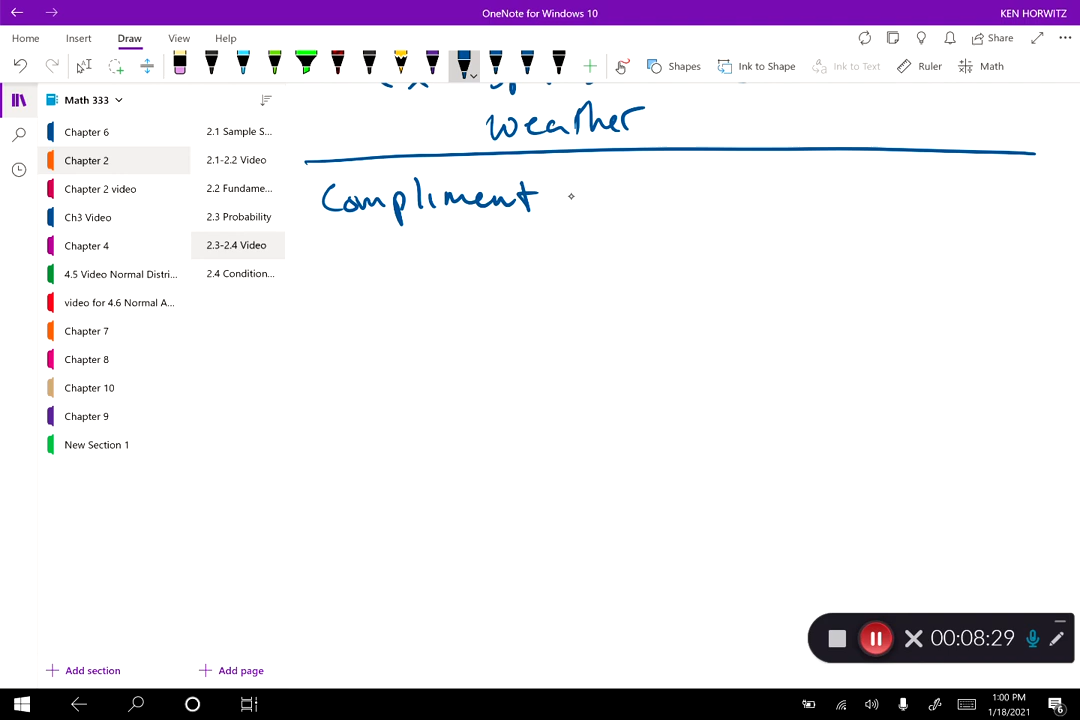 OneNote for Windows 10
KEN HORWITZ
Home Insert Draw View Help
Share
Shapes Ink to Shape Ink to Text Ruler Math
Math 333
Chapter 6
Chapter 2
Chapter 2 video
Ch3 Video
Chapter 4
4.5 Video Normal Distri...
video for 4.6 Normal A...
Chapter 7
Chapter 8
Chapter 10
Chapter 9
New Section 1
2.1 Sample S...
2.1-2.2 Video
2.2 Fundame...
2.3 Probability
2.3-2.4 Video
2.4 Condition...
weather
Compliment
00:08:29
Add section
Add page
1:00 PM
1/18/2021
6